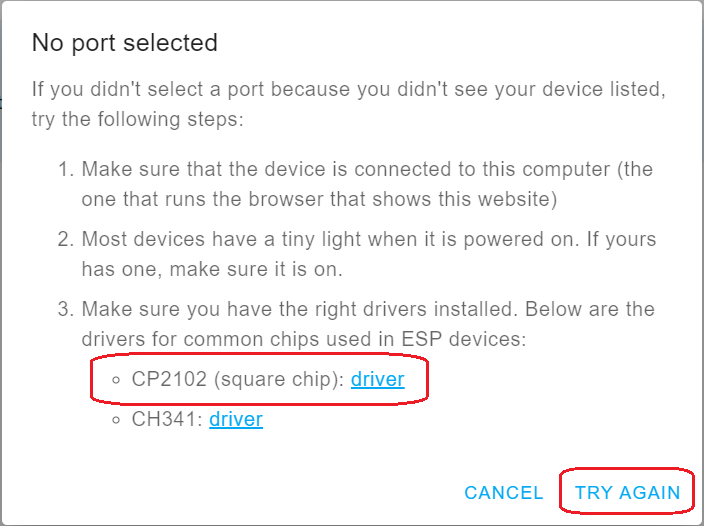 No port selected
If you didn't select a port because you didn't see your device listed,
try the following steps:
1. Make sure that the device is connected to this computer (the
one that runs the browser that shows this website)
2. Most devices have a tiny light when it is powered on. If yours
has one, make sure it is on.
3. Make sure you have the right drivers installed. Below are the
drivers for common chips used in ESP devices:
CP2102 (square chip): driver
CH341: driver
CANCEL TRY AGAIN